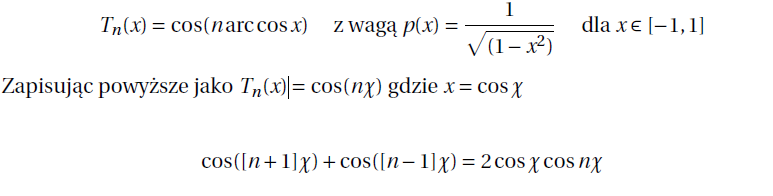 Tₙ(x) = cos(n arccos x) z wagą p(x) = 1/√(1 − x²) dla x ∈ [−1, 1]
Zapisując powyższe jako Tₙ(x)|= cos(nχ) gdzie x = cos χ
cos([n + 1]χ) + cos([n − 1]χ) = 2 cos χ cos nχ